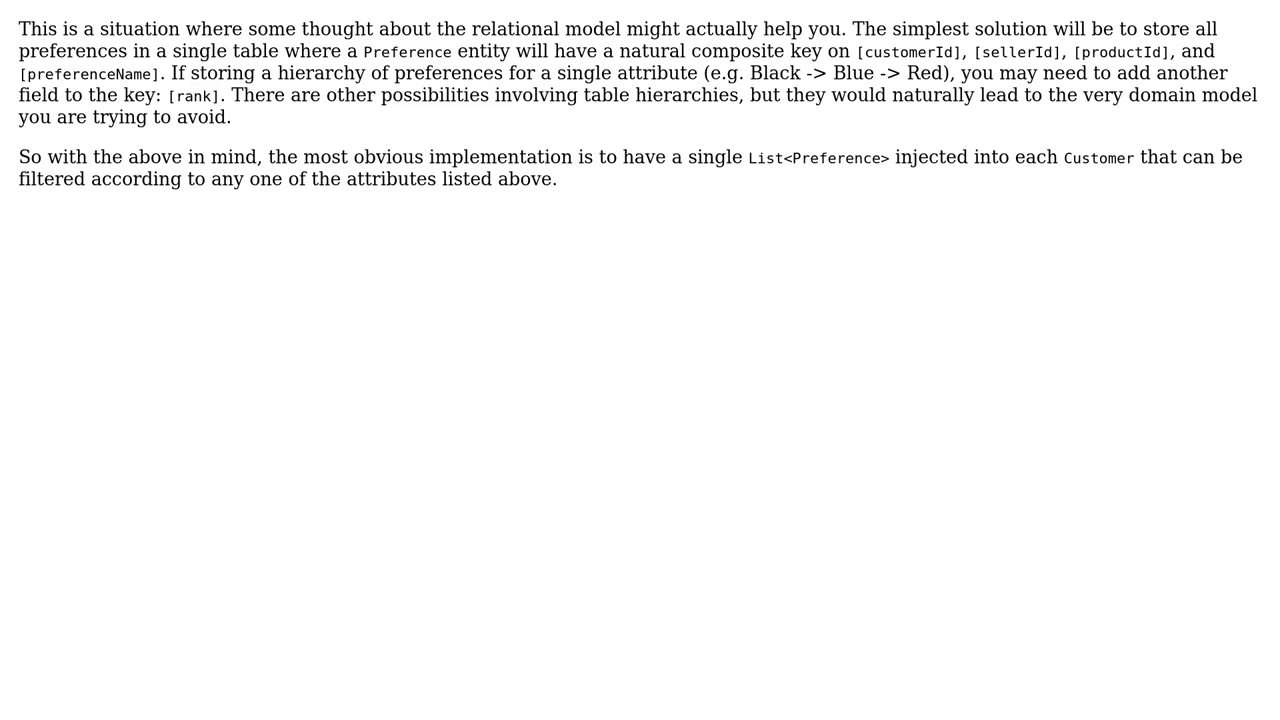 This is a situation where some thought about the relational model might actually help you. The simplest solution will be to store all
preferences in a single table where a Preference entity will have a natural composite key on [customerId], [sellerId], [productId], and
[preferenceName]. If storing a hierarchy of preferences for a single attribute (e.g. Black -> Blue -> Red), you may need to add another
field to the key: [rank]. There are other possibilities involving table hierarchies, but they would naturally lead to the very domain model
you are trying to avoid.
So with the above in mind, the most obvious implementation is to have a single List<Preference> injected into each Customer that can be
filtered according to any one of the attributes listed above.